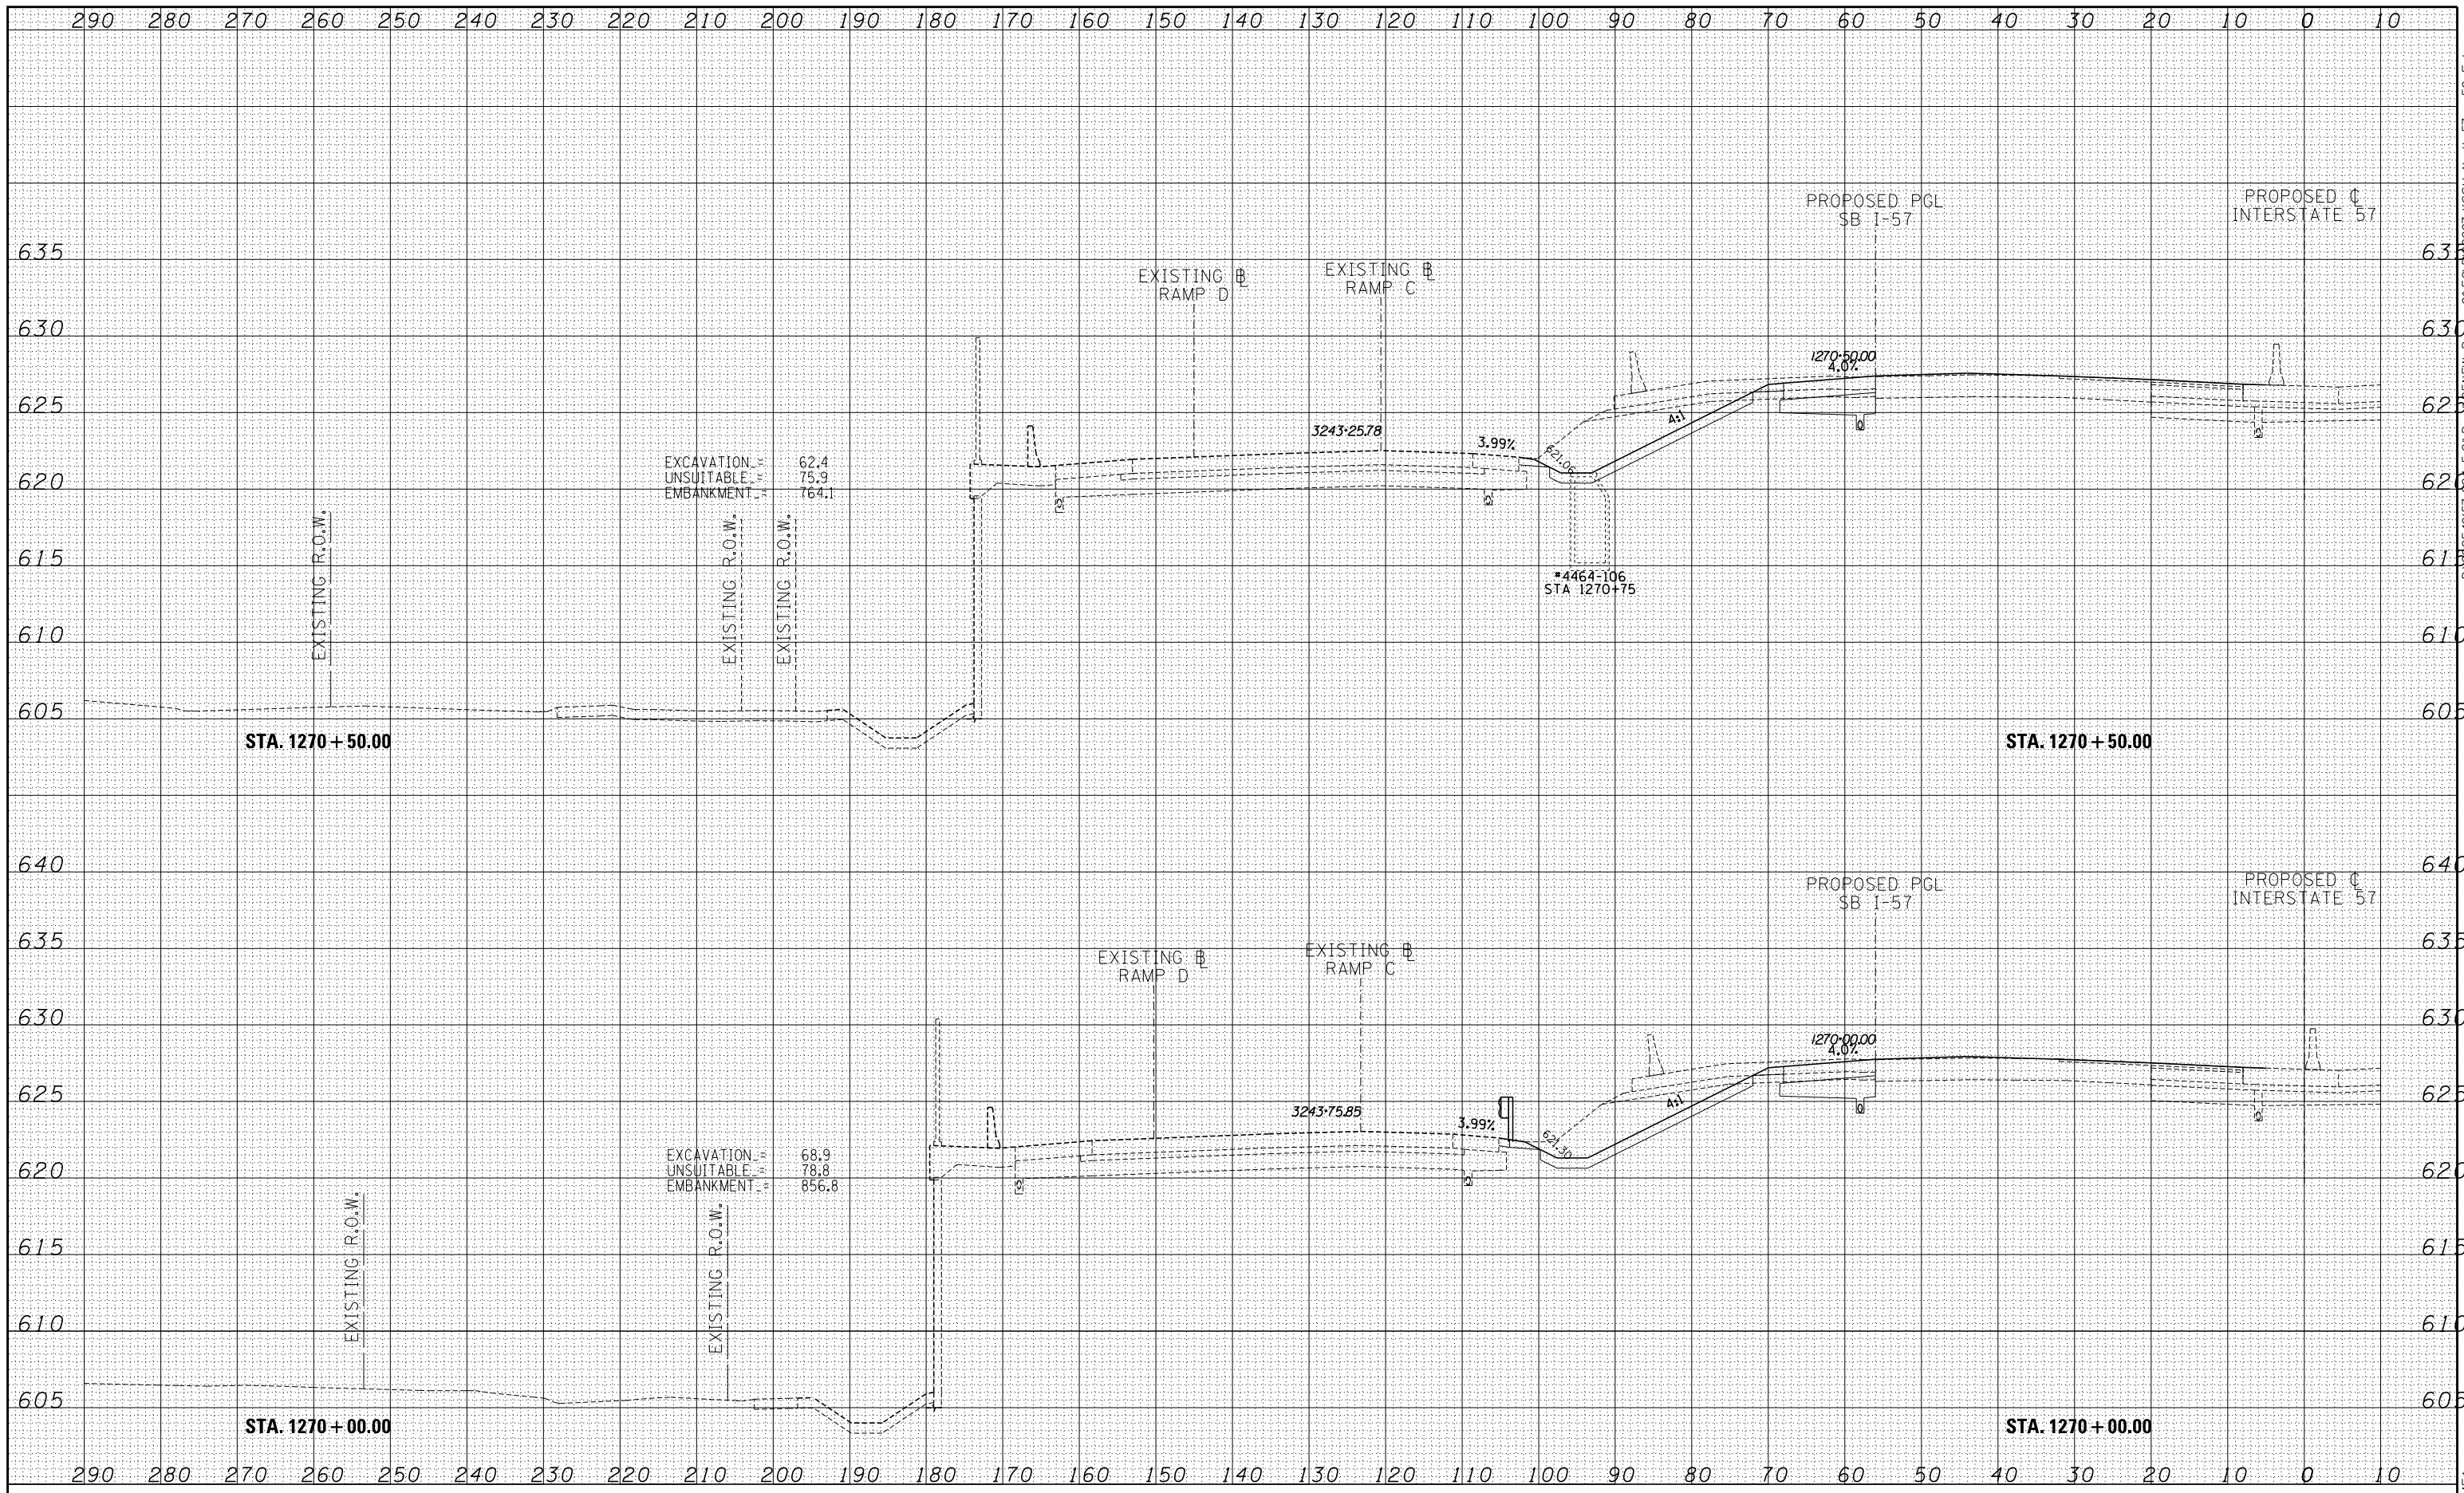 290 280 270 260 250 240 230 220 210 200 190 180 170 160 150 140 130 120 110 100 90 80 70 60 50 40 30 20 10 0 10
PROPOSED PGL
SB I-57
PROPOSED ℄
INTERSTATE 57
635
EXISTING BL
RAMP D
EXISTING BL
RAMP C
630
1270+50.00
4.0%
625
3243+25.78
3.99%
4:1
621.06
EXCAVATION = 62.4
UNSUITABLE = 75.9
EMBANKMENT = 764.1
620
EXISTING R.O.W.
EXISTING R.O.W.
EXISTING R.O.W.
615
#4464-106
STA 1270+75
610
605
STA. 1270+50.00
STA. 1270+50.00
640
PROPOSED PGL
SB I-57
PROPOSED ℄
INTERSTATE 57
635
EXISTING BL
RAMP D
EXISTING BL
RAMP C
630
1270+00.00
4.0%
625
3243+75.85
3.99%
4:1
621.30
EXCAVATION = 68.9
UNSUITABLE = 78.8
EMBANKMENT = 856.8
620
EXISTING R.O.W.
EXISTING R.O.W.
615
610
605
STA. 1270+00.00
STA. 1270+00.00
290 280 270 260 250 240 230 220 210 200 190 180 170 160 150 140 130 120 110 100 90 80 70 60 50 40 30 20 10 0 10